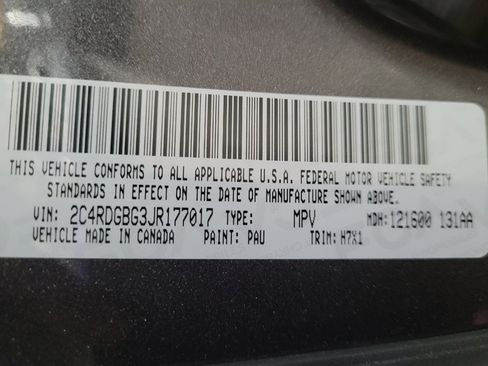 THIS VEHICLE CONFORMS TO ALL APPLICABLE U.S.A. FEDERAL MOTOR VEHICLE SAFETY
STANDARDS IN EFFECT ON THE DATE OF MANUFACTURE SHOWN ABOVE.
VIN: 2C4RDGBG3JR177017 TYPE: MPV MDH: 121600 131AA
VEHICLE MADE IN CANADA PAINT: PAU TRIM: H7X1